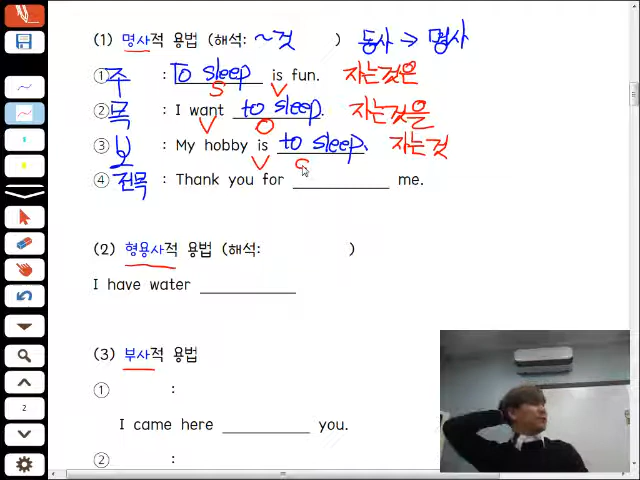 (1) 명사적 용법 (해석: ~것 ) 동사 → 명사
① 주 : To sleep is fun. 자는것은
S V
② 목 : I want to sleep. 자는것을
V O
③ 보 : My hobby is to sleep. 자는것
V C
④ 전목 : Thank you for me.
(2) 형용사적 용법 (해석: )
I have water
(3) 부사적 용법
① :
I came here you.
② :
2